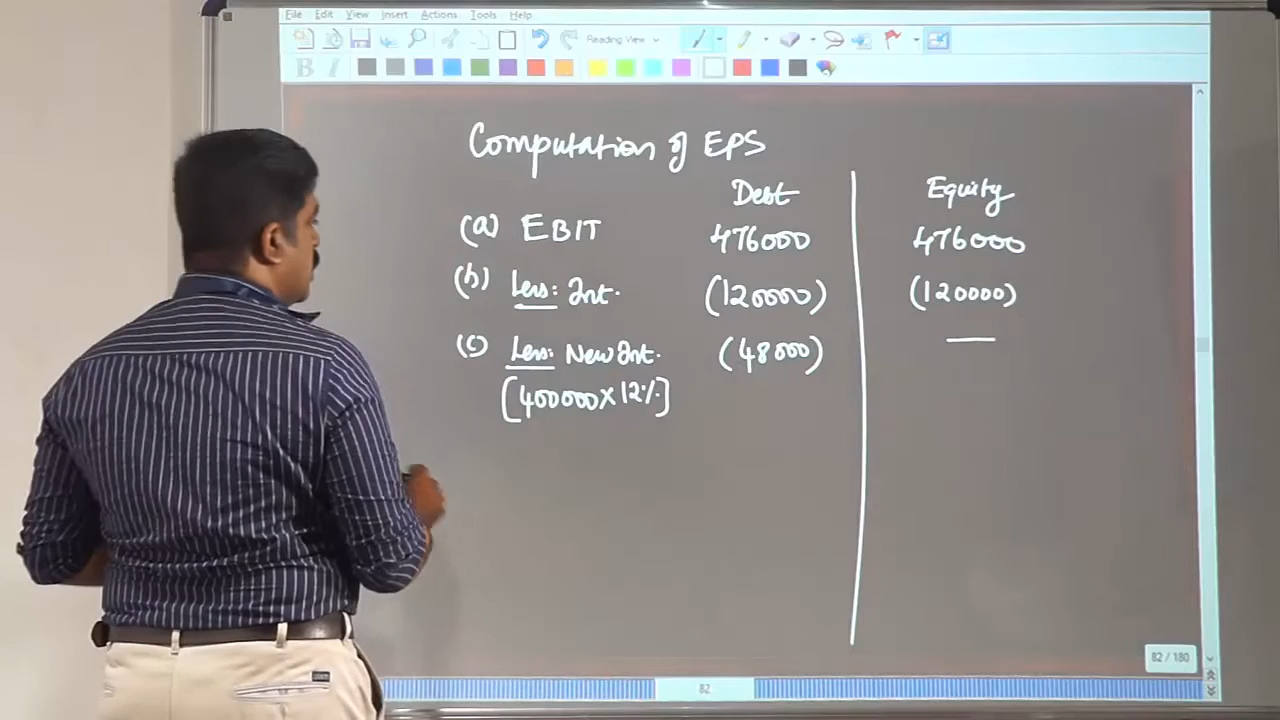 File Edit View Insert Actions Tools Help
Reading View
Computation of EPS
Debt Equity
(a) EBIT 476000 476000
(b) Less: Int. (120000) (120000)
(c) Less: New Int. (48000) —
[400000 × 12%]
82 / 180
82